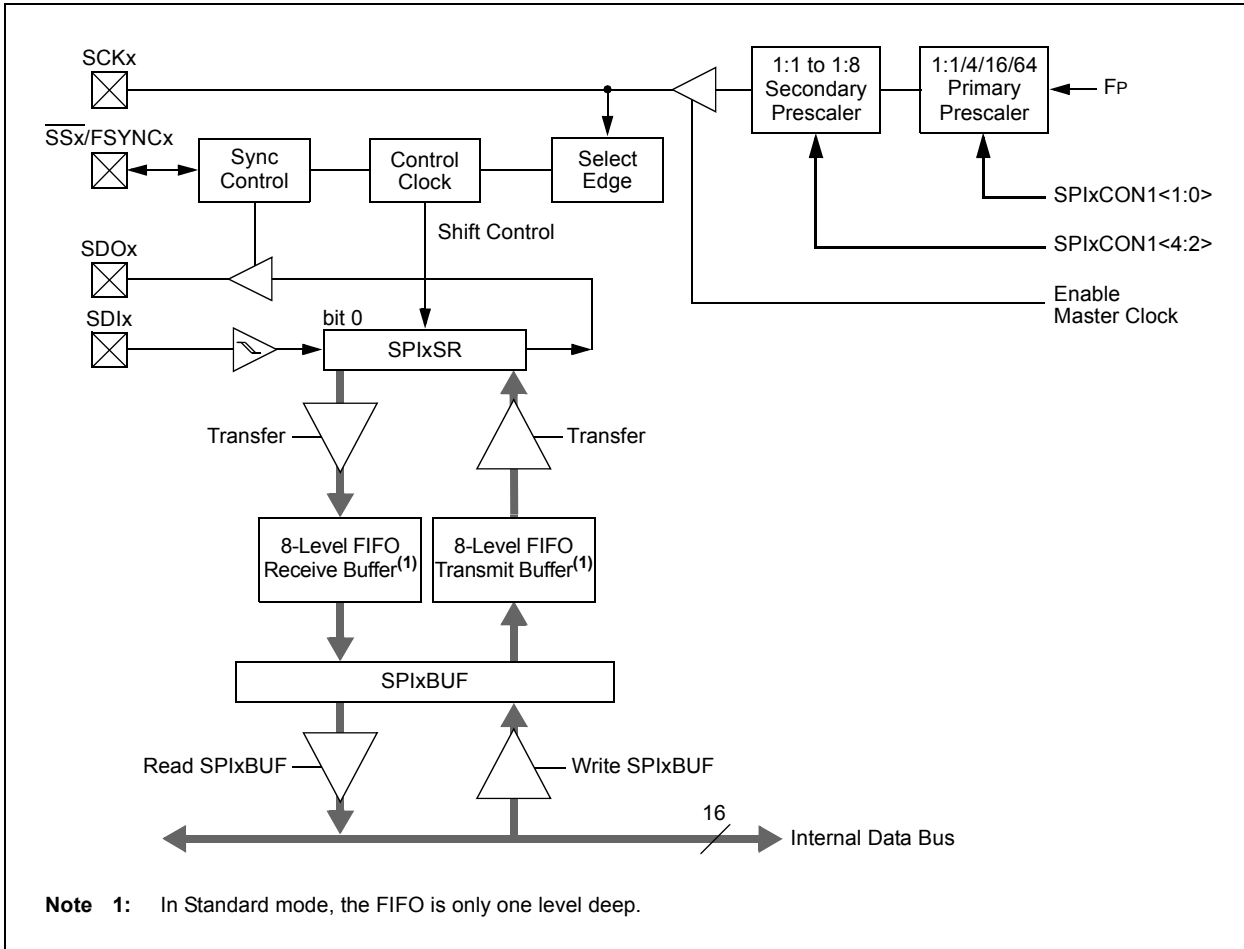 SCKx
1:1 to 1:8
Secondary
Prescaler
1:1/4/16/64
Primary
Prescaler
FP
SSx/FSYNCx
Sync
Control
Control
Clock
Select
Edge
SPIxCON1<1:0>
Shift Control
SDOx
SPIxCON1<4:2>
Enable
Master Clock
SDIx
bit 0
SPIxSR
Transfer
Transfer
8-Level FIFO
Receive Buffer(1)
8-Level FIFO
Transmit Buffer(1)
SPIxBUF
Read SPIxBUF
Write SPIxBUF
16
Internal Data Bus
Note 1: In Standard mode, the FIFO is only one level deep.